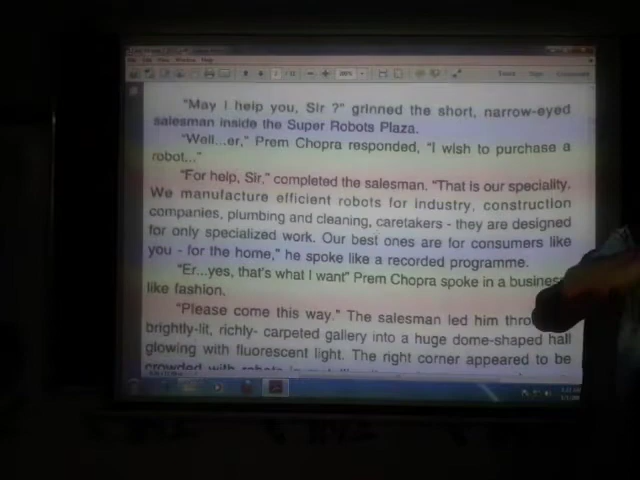 "May I help you, Sir ?" grinned the short, narrow-eyed
salesman inside the Super Robots Plaza.
"Well...er," Prem Chopra responded, "I wish to purchase a
robot..."
"For help, Sir," completed the salesman. "That is our speciality.
We manufacture efficient robots for industry, construction
companies, plumbing and cleaning, caretakers - they are designed
for only specialized work. Our best ones are for consumers like
you - for the home," he spoke like a recorded programme.
"Er...yes, that's what I want" Prem Chopra spoke in a business
like fashion.
"Please come this way." The salesman led him thro
brightly-lit, richly- carpeted gallery into a huge dome-shaped hall
glowing with fluorescent light. The right corner appeared to be
crowded with robots